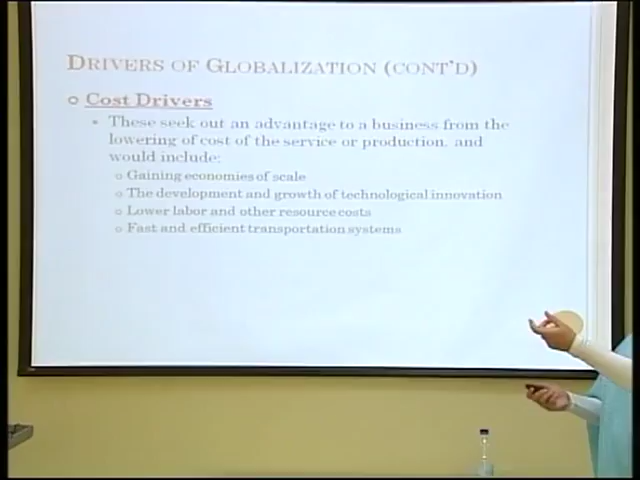 DRIVERS OF GLOBALIZATION (CONT'D)
Cost Drivers
These seek out an advantage to a business from the
lowering of cost of the service or production, and
would include:
Gaining economies of scale
The development and growth of technological innovation
Lower labor and other resource costs
Fast and efficient transportation systems